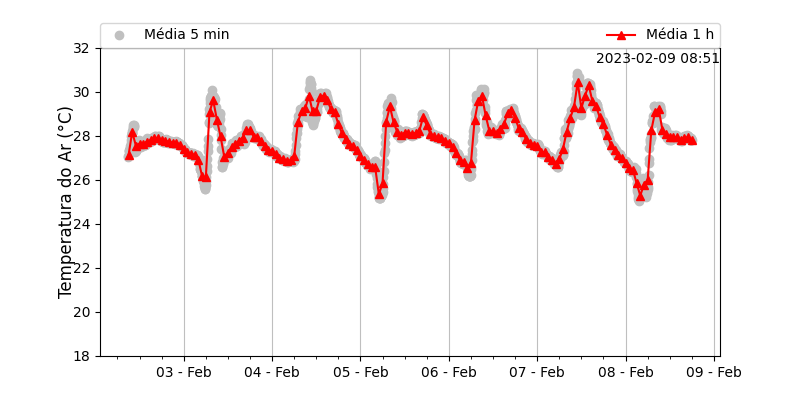 Média 5 min
Média 1 h
2023-02-09 08:51
Temperatura do Ar (°C)
32
30
28
26
24
22
20
18
03 - Feb
04 - Feb
05 - Feb
06 - Feb
07 - Feb
08 - Feb
09 - Feb